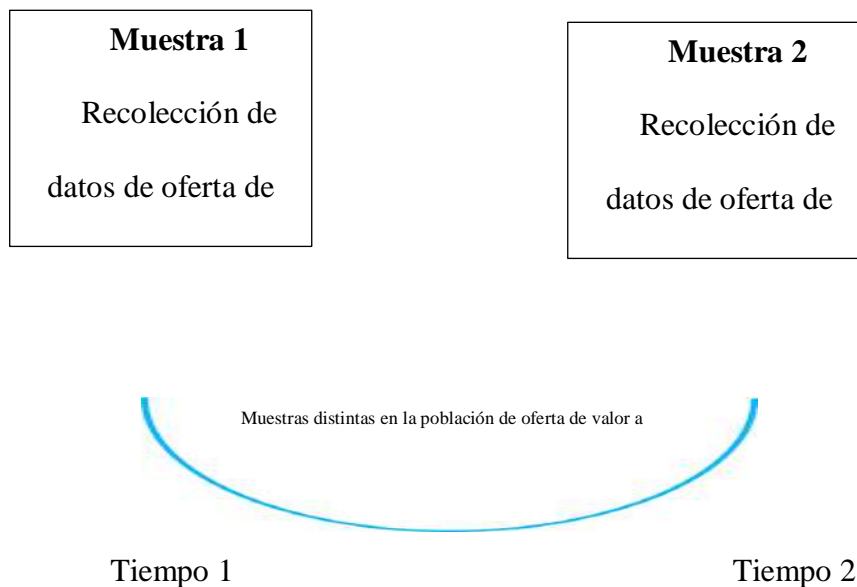 Muestra 1
Recolección de
datos de oferta de
Muestra 2
Recolección de
datos de oferta de
Muestras distintas en la población de oferta de valor a
Tiempo 1
Tiempo 2